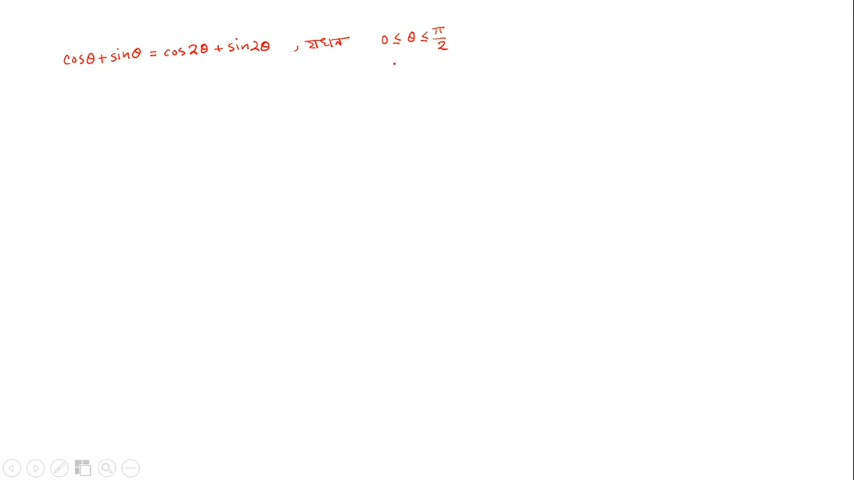 cosθ + sinθ = cos2θ + sin2θ , যখন 0 ≤ θ ≤ π/2